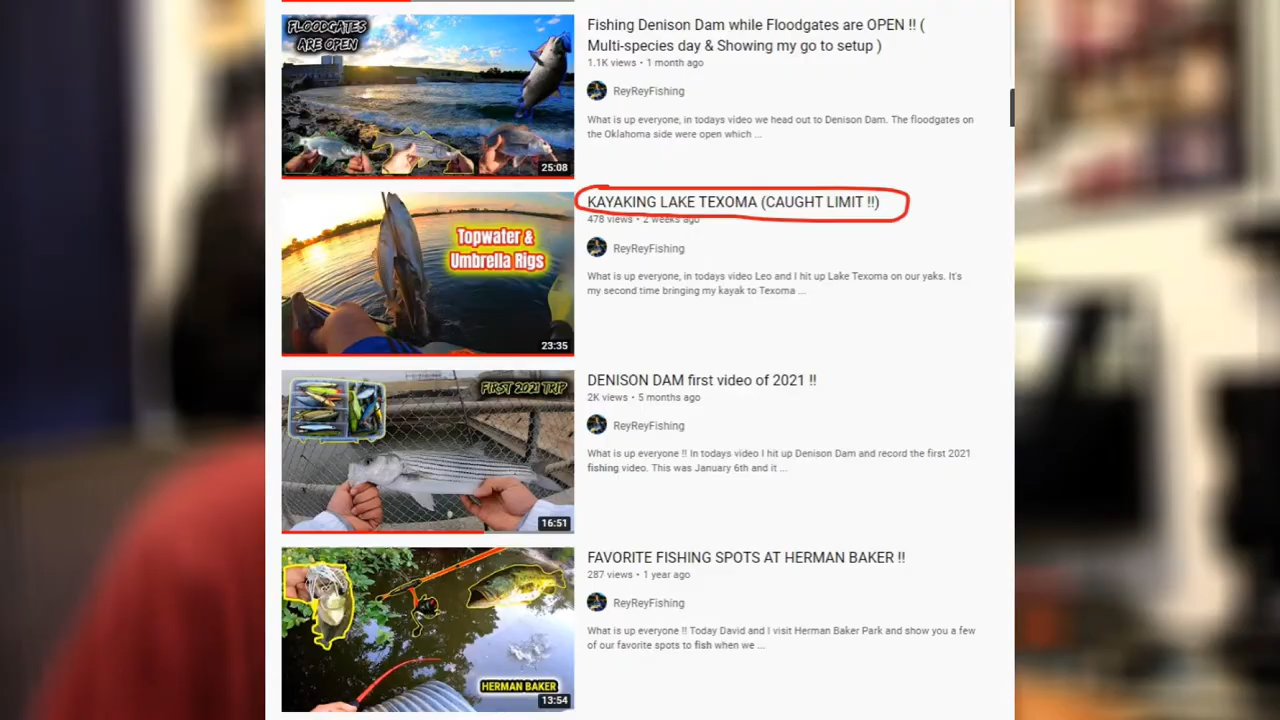 FLOODGATES
ARE OPEN
25:08
Fishing Denison Dam while Floodgates are OPEN !! (
Multi-species day & Showing my go to setup )
1.1K views • 1 month ago
ReyReyFishing
What is up everyone, in todays video we head out to Denison Dam. The floodgates on
the Oklahoma side were open which ...
Topwater &
Umbrella Rigs
23:35
KAYAKING LAKE TEXOMA (CAUGHT LIMIT !!)
478 views • 2 weeks ago
ReyReyFishing
What is up everyone, in todays video Leo and I hit up Lake Texoma on our yaks. It's
my second time bringing my kayak to Texoma ...
FIRST 2021 TRIP
16:51
DENISON DAM first video of 2021 !!
2K views • 5 months ago
ReyReyFishing
What is up everyone !! In todays video I hit up Denison Dam and record the first 2021
fishing video. This was January 6th and it ...
HERMAN BAKER
13:54
FAVORITE FISHING SPOTS AT HERMAN BAKER !!
287 views • 1 year ago
ReyReyFishing
What is up everyone !! Today David and I visit Herman Baker Park and show you a few
of our favorite spots to fish when we ...